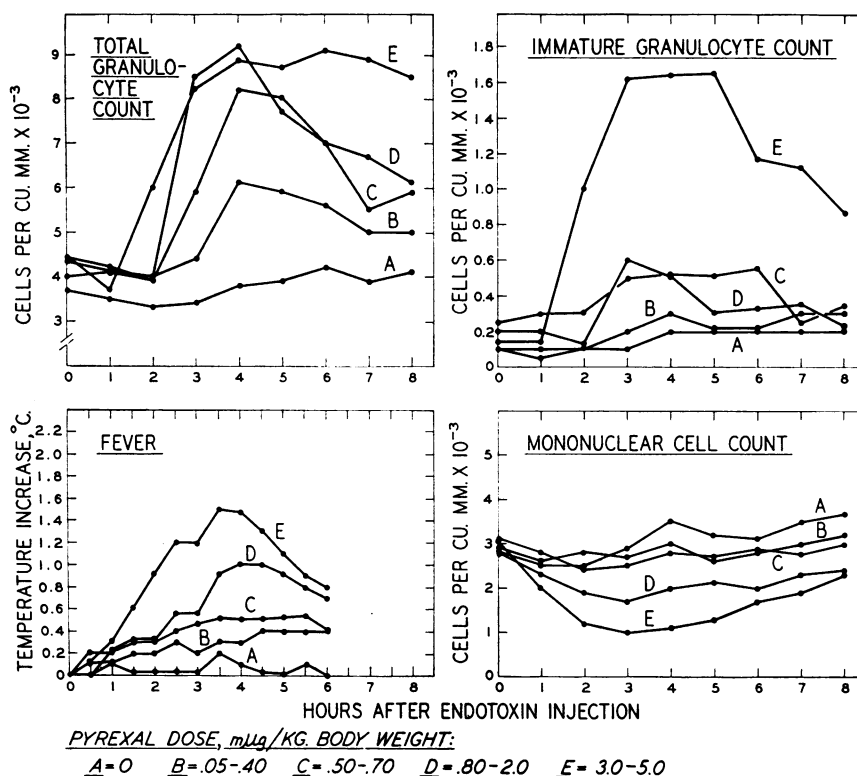 TOTAL
GRANULO-
CYTE
COUNT
CELLS PER CU. MM. X 10⁻³
9
8
7
6
5
4
3
0 1 2 3 4 5 6 7 8
E
D
C
B
A
IMMATURE GRANULOCYTE COUNT
CELLS PER CU. MM. X 10⁻³
1.8
1.6
1.4
1.2
1.0
0.8
0.6
0.4
0.2
0
0 1 2 3 4 5 6 7 8
E
C
D
B
A
FEVER
TEMPERATURE INCREASE, °C.
2.2
2.0
1.8
1.6
1.4
1.2
1.0
0.8
0.6
0.4
0.2
0
0 1 2 3 4 5 6 7 8
E
D
C
B
A
MONONUCLEAR CELL COUNT
CELLS PER CU. MM. X 10⁻³
5
4
3
2
1
0
0 1 2 3 4 5 6 7 8
A
B
C
D
E
HOURS AFTER ENDOTOXIN INJECTION
PYREXAL DOSE, mμg/KG. BODY WEIGHT:
A=0 B=.05-.40 C=.50-.70 D=.80-2.0 E=3.0-5.0